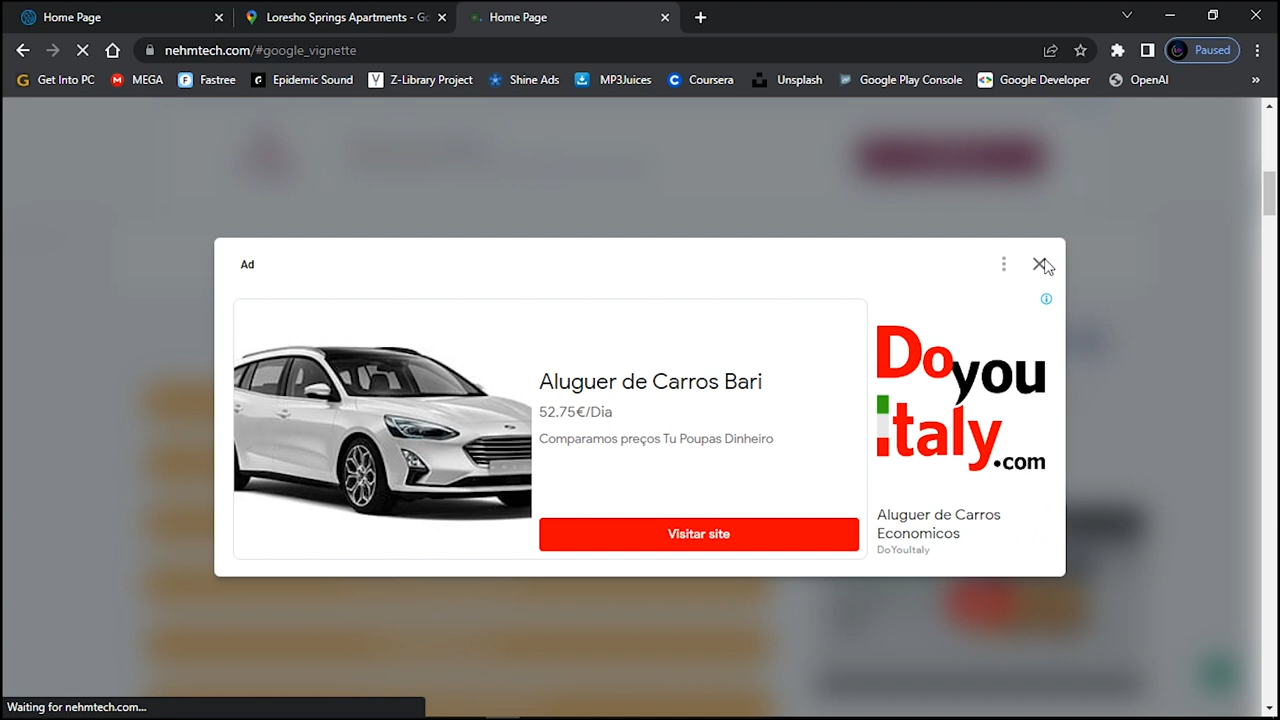 Home Page
Loresho Springs Apartments - Go
Home Page
nehmtech.com/#google_vignette
Paused
Get Into PC
MEGA
Fastree
Epidemic Sound
Z-Library Project
Shine Ads
MP3Juices
Coursera
Unsplash
Google Play Console
Google Developer
OpenAI
»
Ad
Aluguer de Carros Bari
52.75€/Dia
Comparamos preços Tu Poupas Dinheiro
Visitar site
Do
you
Italy
.com
Aluguer de Carros
Economicos
DoYouItaly
Waiting for nehmtech.com...